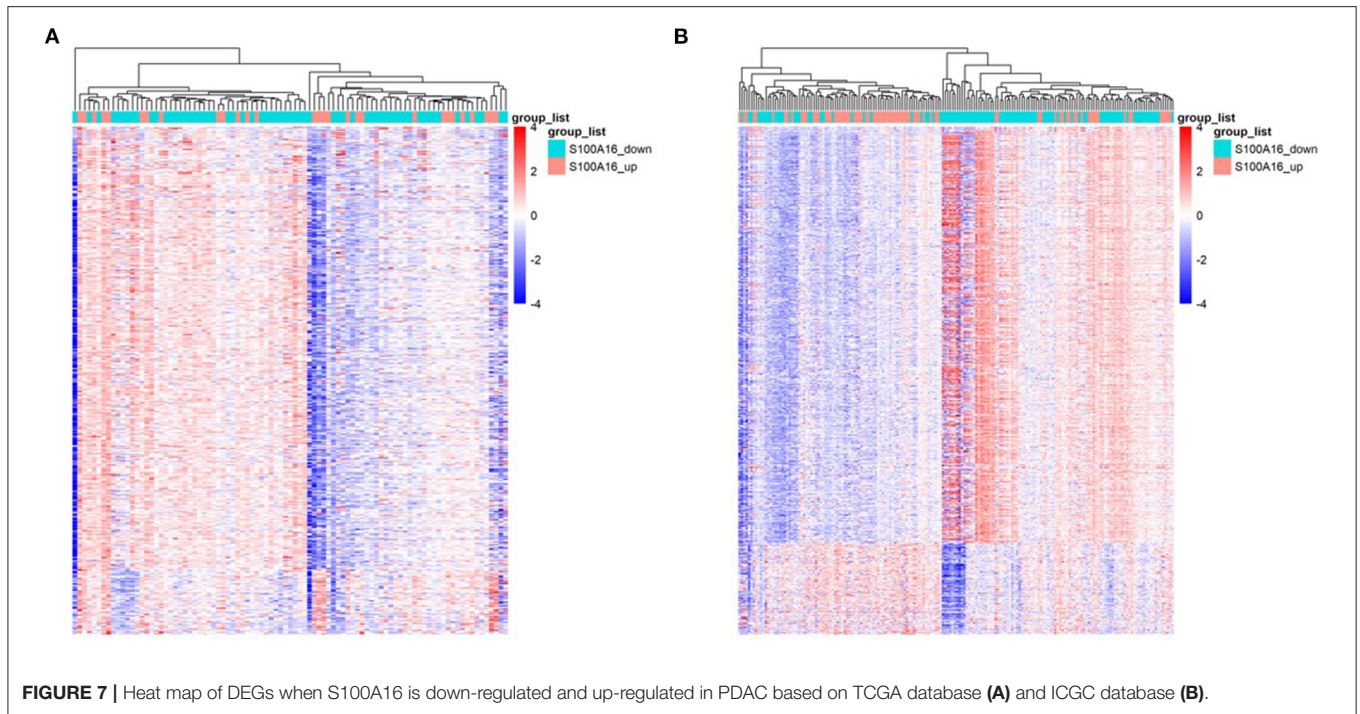 A
group_list
4
2
0
-2
-4
group_list
S100A16_down
S100A16_up
B
group_list
4
2
0
-2
-4
group_list
S100A16_down
S100A16_up
FIGURE 7 | Heat map of DEGs when S100A16 is down-regulated and up-regulated in PDAC based on TCGA database (A) and ICGC database (B).